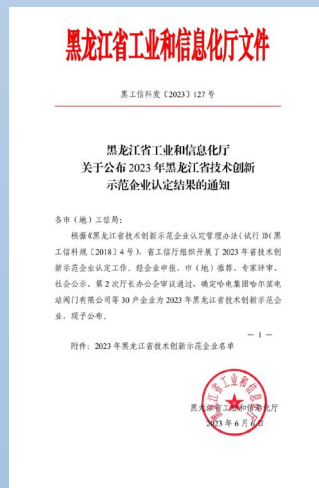 黑龙江省工业和信息化厅文件
黑工信科发〔2023〕127号
黑龙江省工业和信息化厅
关于公布2023年黑龙江省技术创新
示范企业认定结果的通知
各市（地）工信局：
根据《黑龙江省技术创新示范企业认定管理办法（试行）》（黑
工信科规〔2018〕4号），省工信厅组织开展了2023年省技术创
新示范企业认定工作。经企业申报、市（地）推荐、专家评审、
社会公示、第2次厅长办公会审议通过，确定哈电集团哈尔滨电
站阀门有限公司等30户企业为2023年黑龙江省技术创新示范企
业，现予公布。
— 1 —
附件：2023年黑龙江省技术创新示范企业名单
黑龙江省工业和信息化厅
2023年6月6日